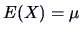 E(X) = μ